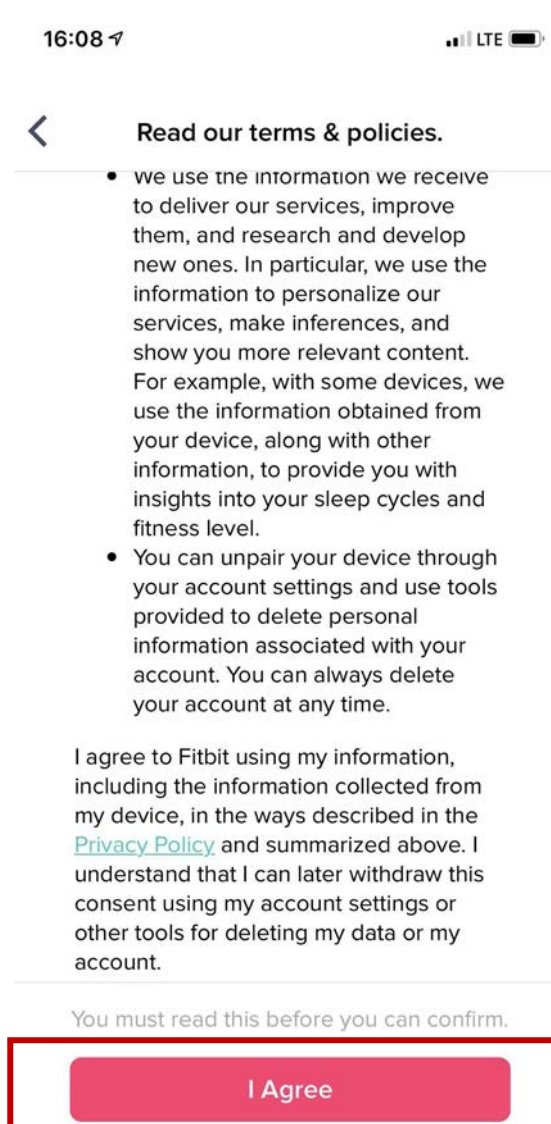 16:08
LTE
Read our terms & policies.
• We use the information we receive
to deliver our services, improve
them, and research and develop
new ones. In particular, we use the
information to personalize our
services, make inferences, and
show you more relevant content.
For example, with some devices, we
use the information obtained from
your device, along with other
information, to provide you with
insights into your sleep cycles and
fitness level.
• You can unpair your device through
your account settings and use tools
provided to delete personal
information associated with your
account. You can always delete
your account at any time.
I agree to Fitbit using my information,
including the information collected from
my device, in the ways described in the
Privacy Policy and summarized above. I
understand that I can later withdraw this
consent using my account settings or
other tools for deleting my data or my
account.
You must read this before you can confirm.
I Agree